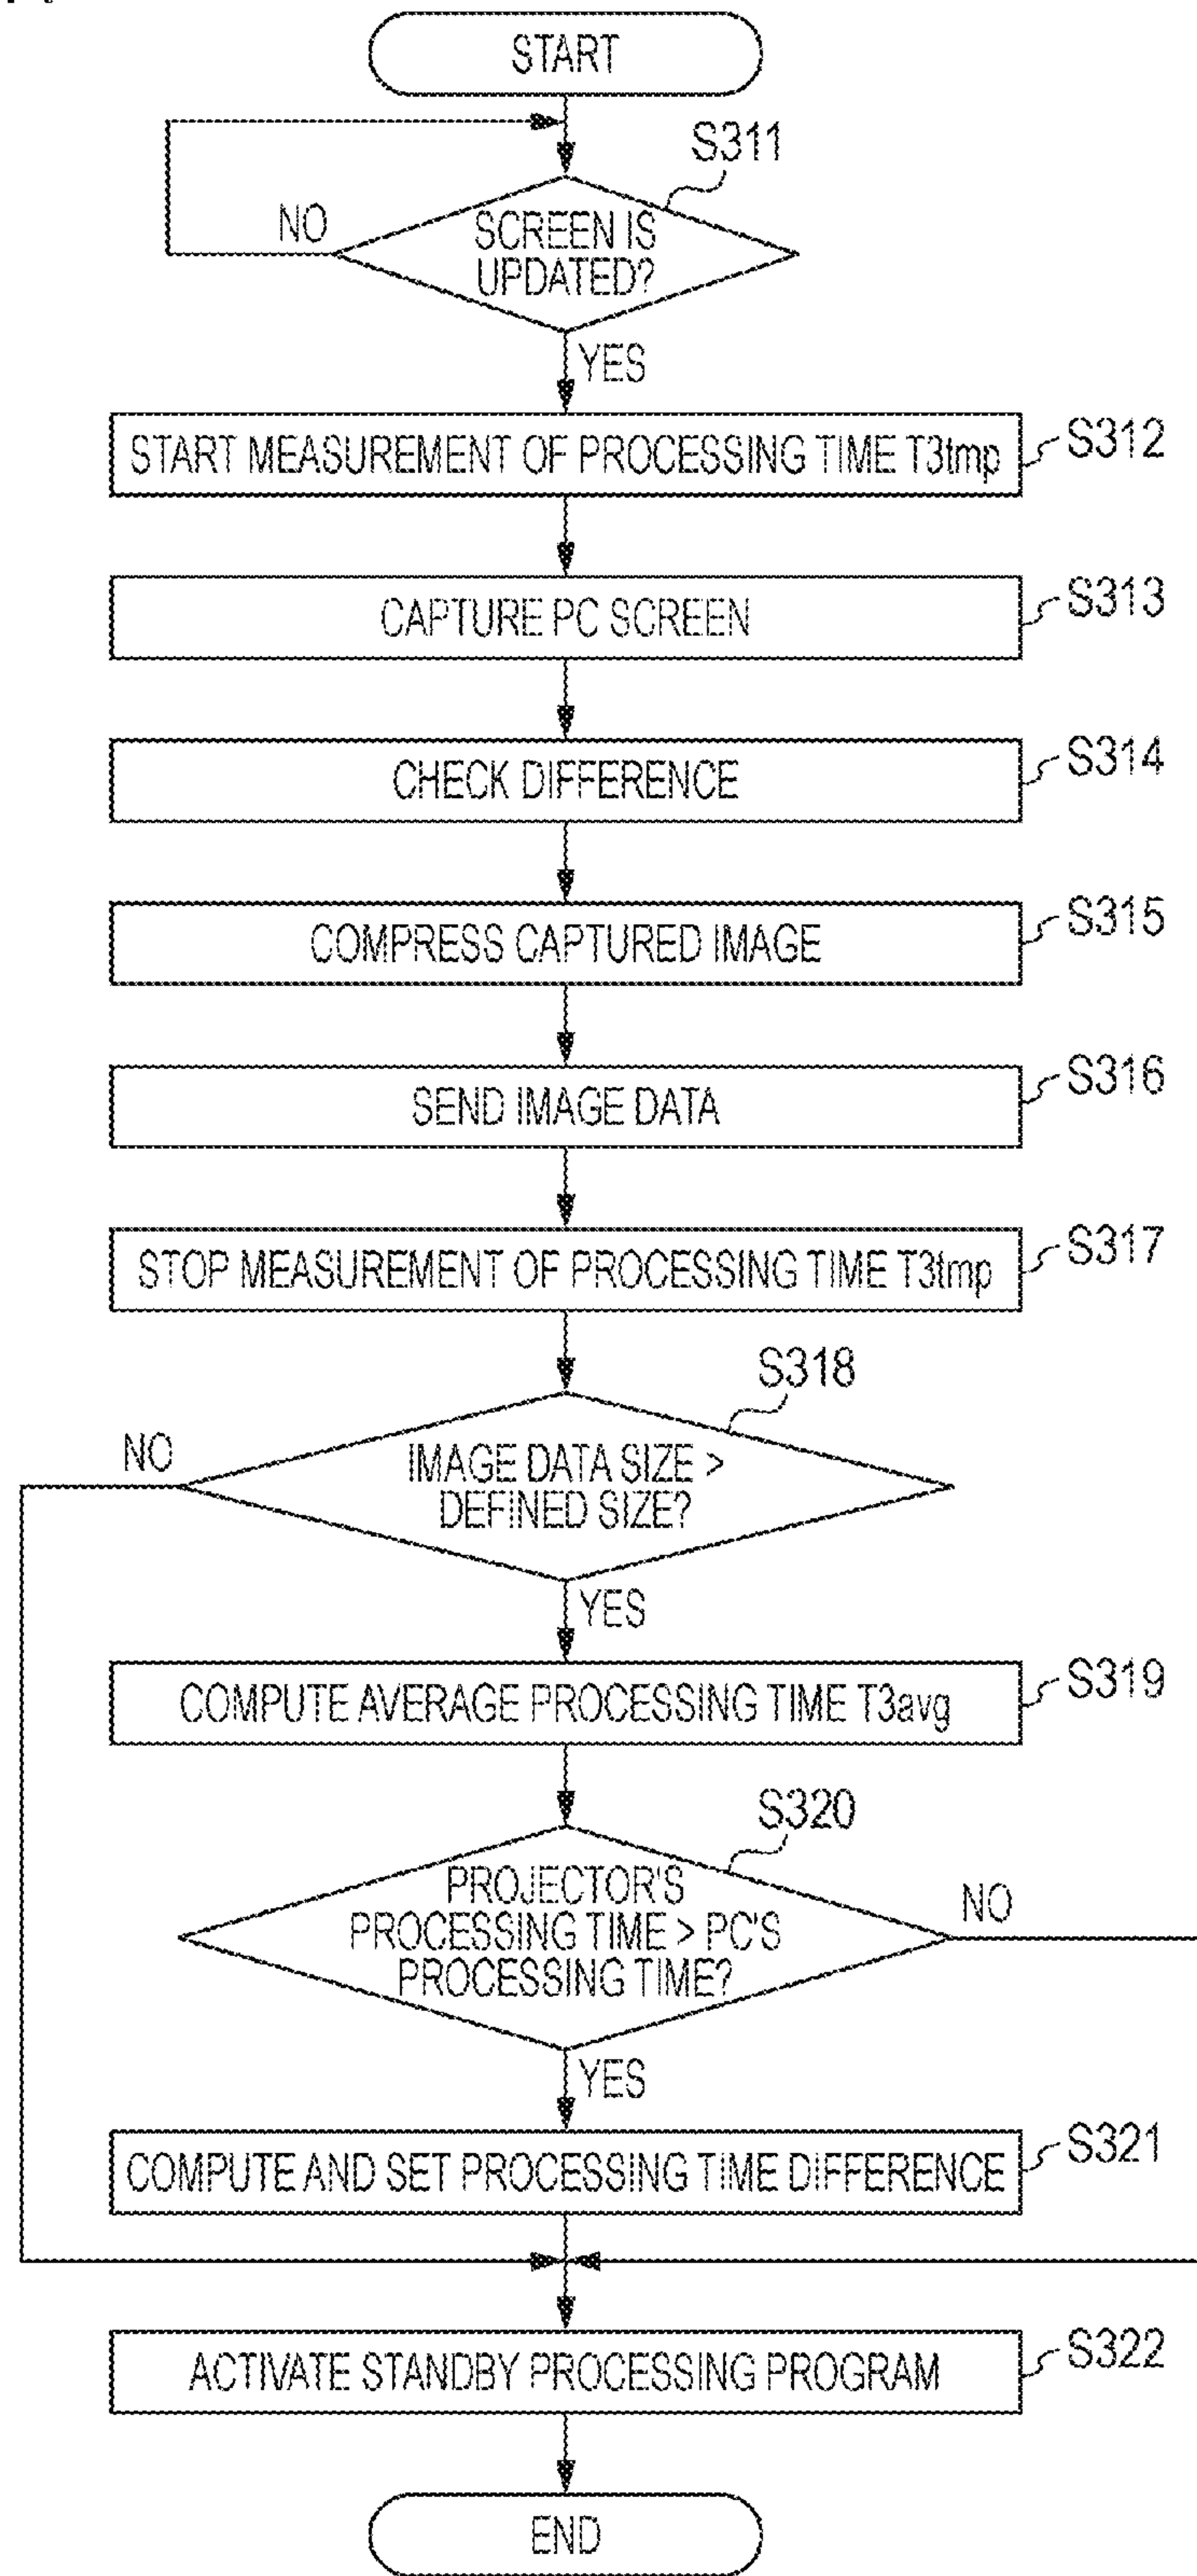 START
S311
NO
SCREEN IS
UPDATED?
YES
START MEASUREMENT OF PROCESSING TIME T3tmp
S312
CAPTURE PC SCREEN
S313
CHECK DIFFERENCE
S314
COMPRESS CAPTURED IMAGE
S315
SEND IMAGE DATA
S316
STOP MEASUREMENT OF PROCESSING TIME T3tmp
S317
S318
NO
IMAGE DATA SIZE >
DEFINED SIZE?
YES
COMPUTE AVERAGE PROCESSING TIME T3avg
S319
S320
PROJECTOR'S
PROCESSING TIME > PC'S
PROCESSING TIME?
NO
YES
COMPUTE AND SET PROCESSING TIME DIFFERENCE
S321
ACTIVATE STANDBY PROCESSING PROGRAM
S322
END